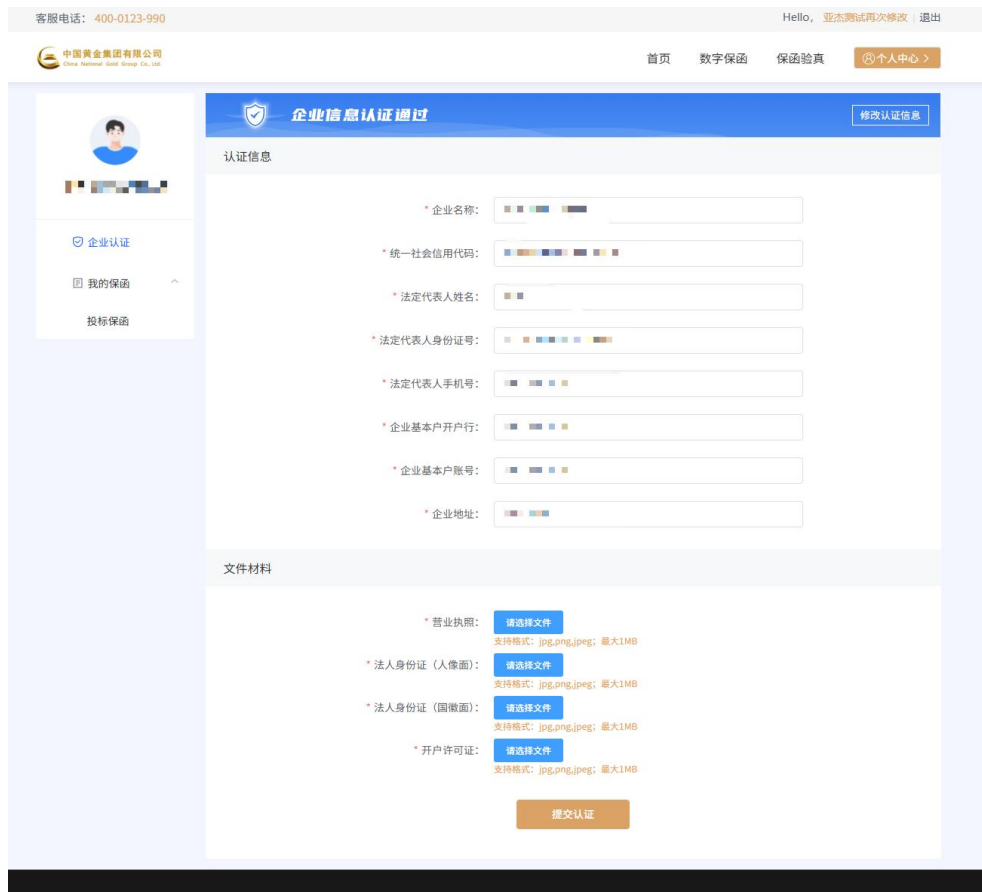 客服电话： 400-0123-990
Hello, 亚杰测试再次修改 退出
中国黄金集团有限公司
China National Gold Group Co., Ltd.
首页 数字保函 保函验真 个人中心 >
企业信息认证通过 修改认证信息
认证信息
* 企业名称:
* 统一社会信用代码:
* 法定代表人姓名:
* 法定代表人身份证号:
* 法定代表人手机号:
* 企业基本户开户行:
* 企业基本户账号:
* 企业地址:
企业认证
我的保函
投标保函
文件材料
* 营业执照: 请选择文件
支持格式：jpg,png,jpeg；最大1MB
* 法人身份证（人像面）: 请选择文件
支持格式：jpg,png,jpeg；最大1MB
* 法人身份证（国徽面）: 请选择文件
支持格式：jpg,png,jpeg；最大1MB
* 开户许可证: 请选择文件
支持格式：jpg,png,jpeg；最大1MB
提交认证